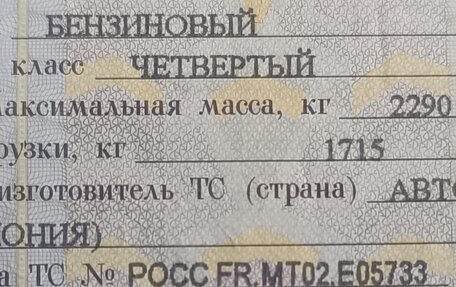 БЕНЗИНОВЫЙ
класс ЧЕТВЕРТЫЙ
максимальная масса, кг 2290
рузки, кг 1715
изготовитель ТС (страна) АВТО
ОНИЯ)
а ТС № РОСС FR.МТ02.Е05733